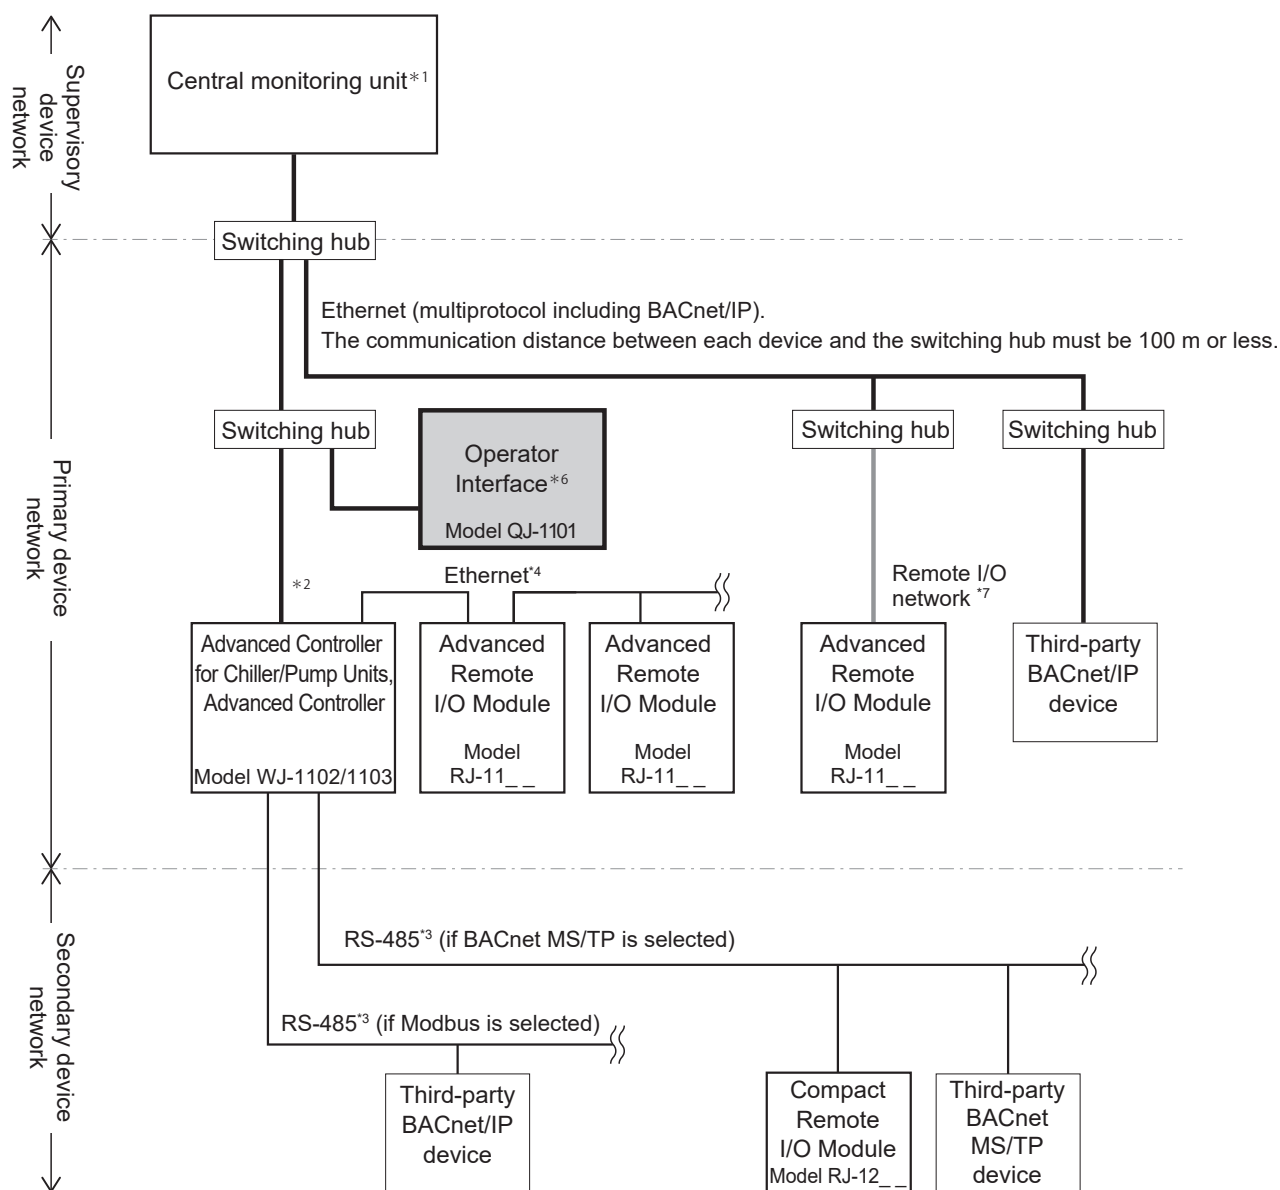 Supervisory
device
network
Central monitoring unit*1
Switching hub
Ethernet (multiprotocol including BACnet/IP).
The communication distance between each device and the switching hub must be 100 m or less.
Primary device
network
Switching hub
Operator
Interface*6
Model QJ-1101
Switching hub
Switching hub
*2
Ethernet*4
Remote I/O
network *7
Advanced Controller
for Chiller/Pump Units,
Advanced Controller
Model WJ-1102/1103
Advanced
Remote
I/O Module
Model
RJ-11_ _
Advanced
Remote
I/O Module
Model
RJ-11_ _
Advanced
Remote
I/O Module
Model
RJ-11_ _
Third-party
BACnet/IP
device
Secondary device
network
RS-485*3 (if BACnet MS/TP is selected)
RS-485*3 (if Modbus is selected)
Third-party
BACnet/IP
device
Compact
Remote
I/O Module
Model RJ-12_ _
Third-party
BACnet
MS/TP
device